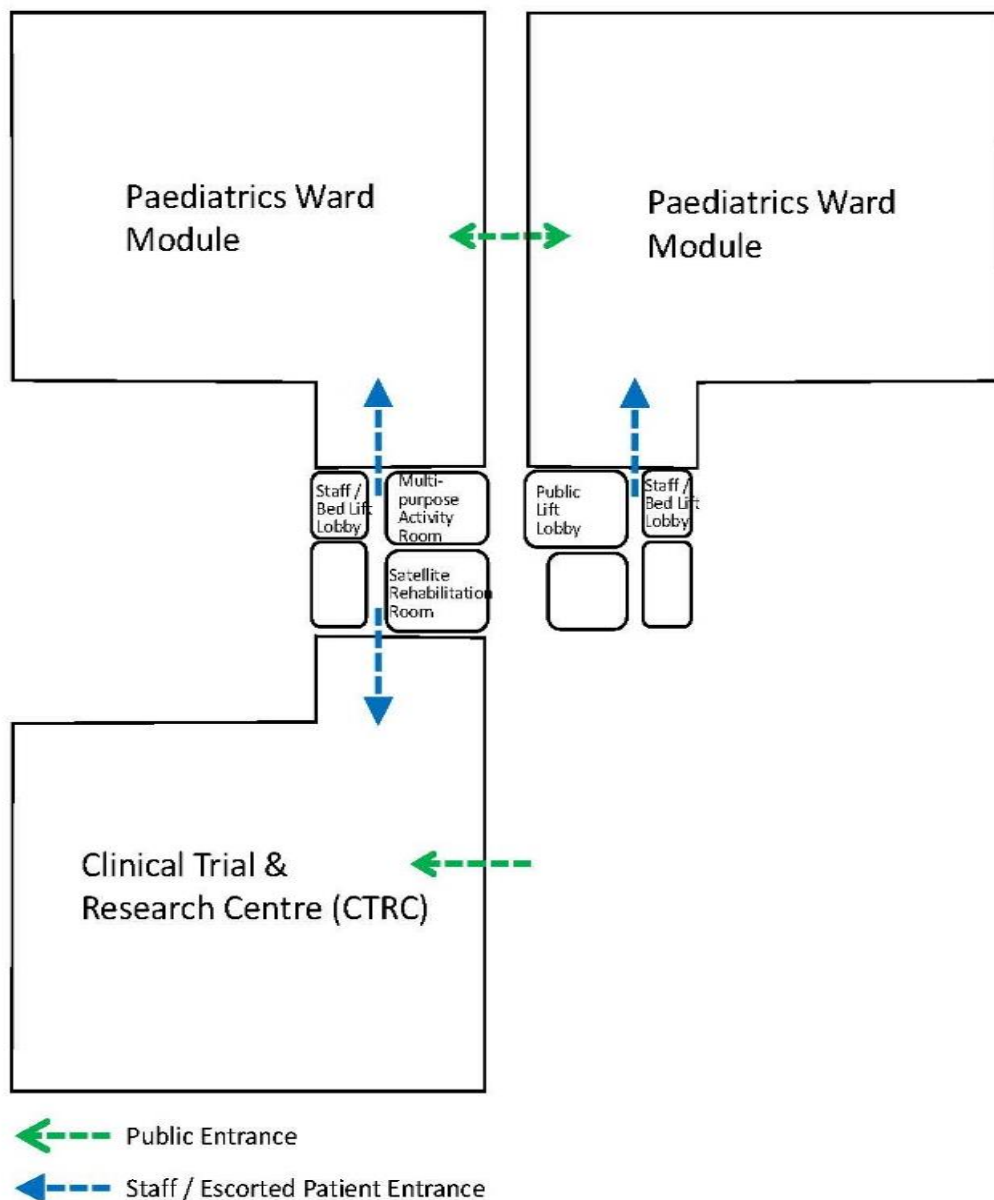 Paediatrics Ward
Module
Paediatrics Ward
Module
Staff /
Bed Lift
Lobby
Multi-
purpose
Activity
Room
Public
Lift
Lobby
Staff /
Bed Lift
Lobby
Satellite
Rehabilitation
Room
Clinical Trial &
Research Centre (CTRC)
Public Entrance
Staff / Escorted Patient Entrance